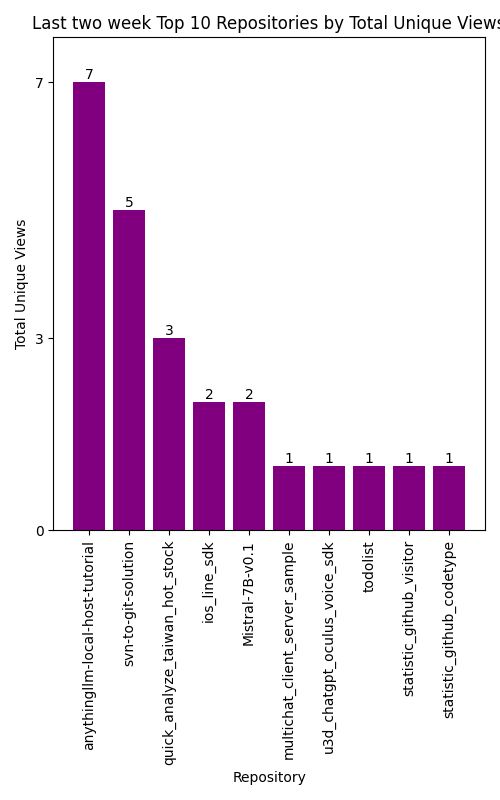 Last two week Top 10 Repositories by Total Unique Views
7
5
3
2
2
1
1
1
1
1
7
3
0
Total Unique Views
anythingllm-local-host-tutorial
svn-to-git-solution
quick_analyze_taiwan_hot_stock
ios_line_sdk
Mistral-7B-v0.1
multichat_client_server_sample
u3d_chatgpt_oculus_voice_sdk
todolist
statistic_github_visitor
statistic_github_codetype
Repository